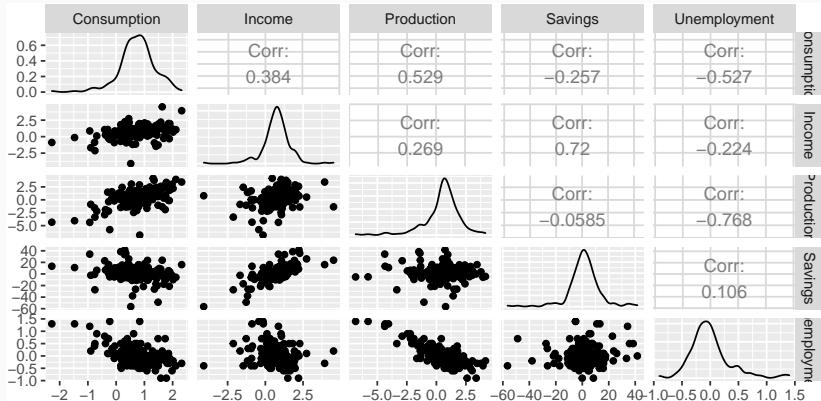 Consumption Income Production Savings Unemployment
0.6
0.4
0.2
0.0
Corr:
0.384
Corr:
0.529
Corr:
−0.257
Corr:
−0.527
onsumptic
2.5
0.0
−2.5
Corr:
0.269
Corr:
0.72
Corr:
−0.224
Income
2.5
0.0
−2.5
−5.0
Corr:
−0.0585
Corr:
−0.768
Production
40
20
0
−20
−40
−60
Corr:
0.106
Savings
1.5
1.0
0.5
0.0
−0.5
−1.0
employme
−2 −1 0 1 2 −2.5 0.0 2.5 −5.0 −2.5 0.0 2.5 −60 −40 −20 0 20 40 −1.0 −0.5 0.0 0.5 1.0 1.5